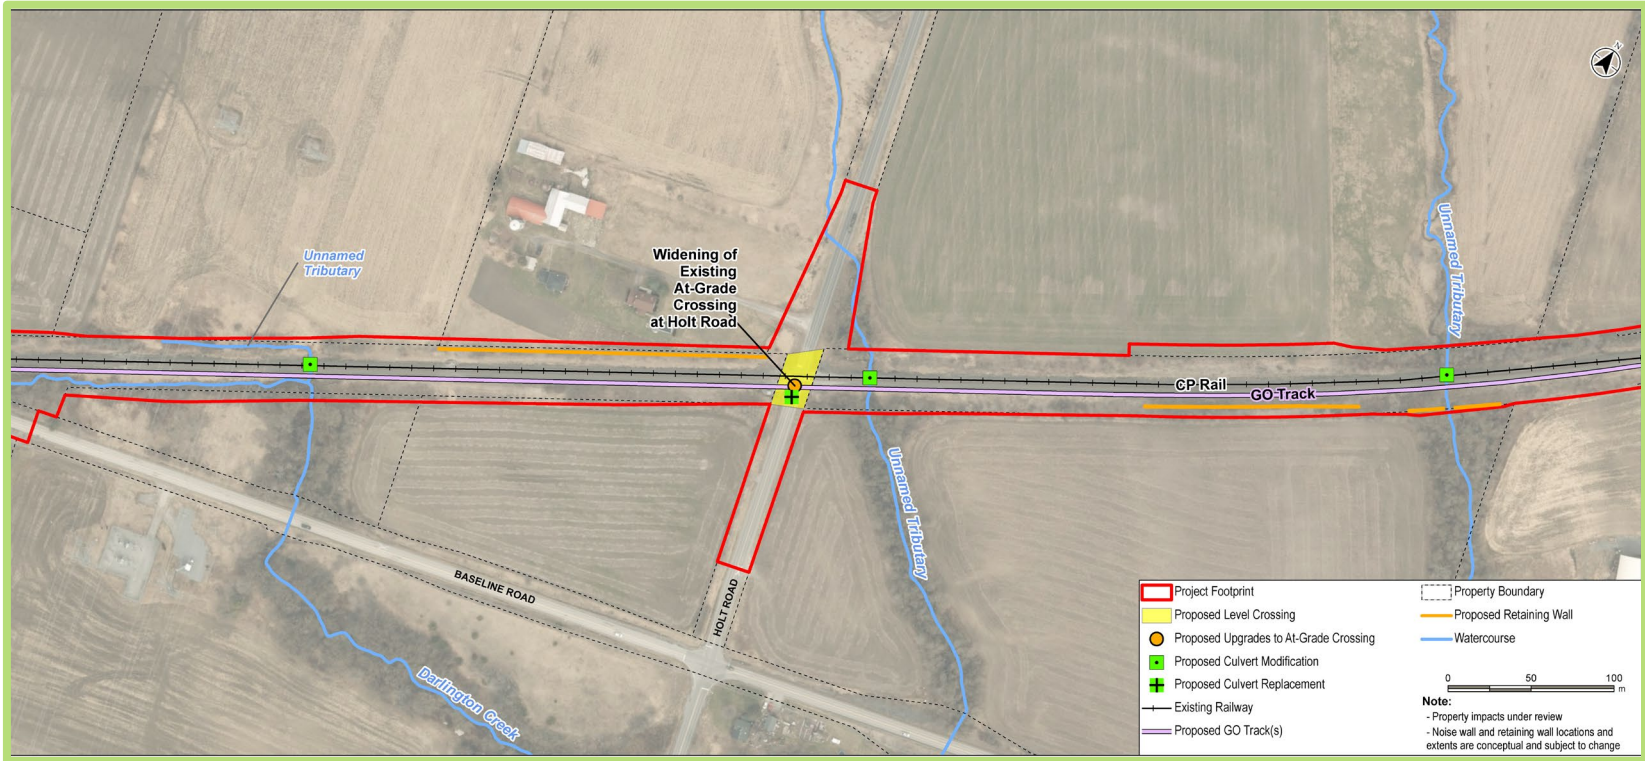 N
Unnamed
Tributary
Widening of
Existing
At-Grade
Crossing
at Holt Road
Unnamed Tributary
CP Rail
GO Track
Unnamed Tributary
BASELINE ROAD
HOLT ROAD
Darlington Creek
Project Footprint
Proposed Level Crossing
Proposed Upgrades to At-Grade Crossing
Proposed Culvert Modification
Proposed Culvert Replacement
Existing Railway
Proposed GO Track(s)
Property Boundary
Proposed Retaining Wall
Watercourse
0 50 100
m
Note:
- Property impacts under review
- Noise wall and retaining wall locations and
extents are conceptual and subject to change